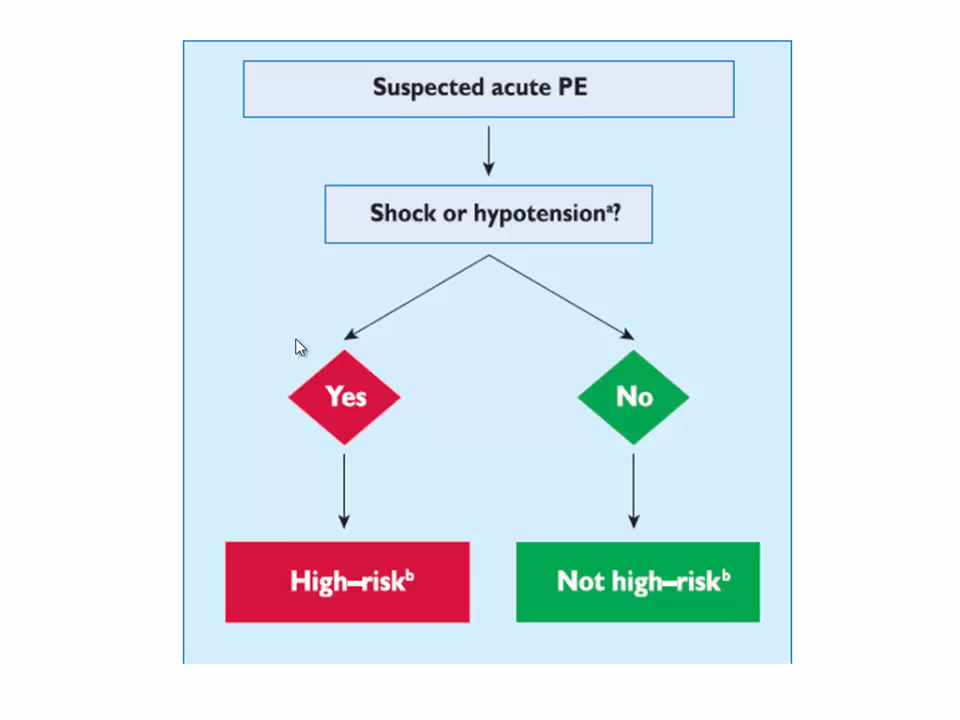 Suspected acute PE
Shock or hypotensionᵃ?
Yes
No
High–riskᵇ
Not high–riskᵇ